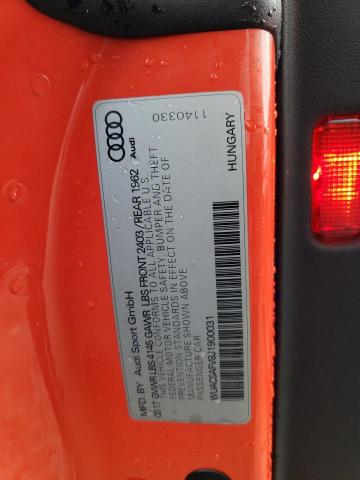 1140330
Audi
HUNGARY
MFD. BY Audi Sport GmbH
03.17 GMWR LBS 4145 GAWR LBS FRONT 2403/REAR 1962
THIS VEHICLE CONFORMS TO ALL APPLICABLE U.S.
FEDERAL MOTOR VEHICLE SAFETY, BUMPER AND THEFT
PREVENTION STANDARDS IN EFFECT ON THE DATE OF
MANUFACTURE SHOWN ABOVE
PASSENGER CAR
WUACSAFV8J1900031